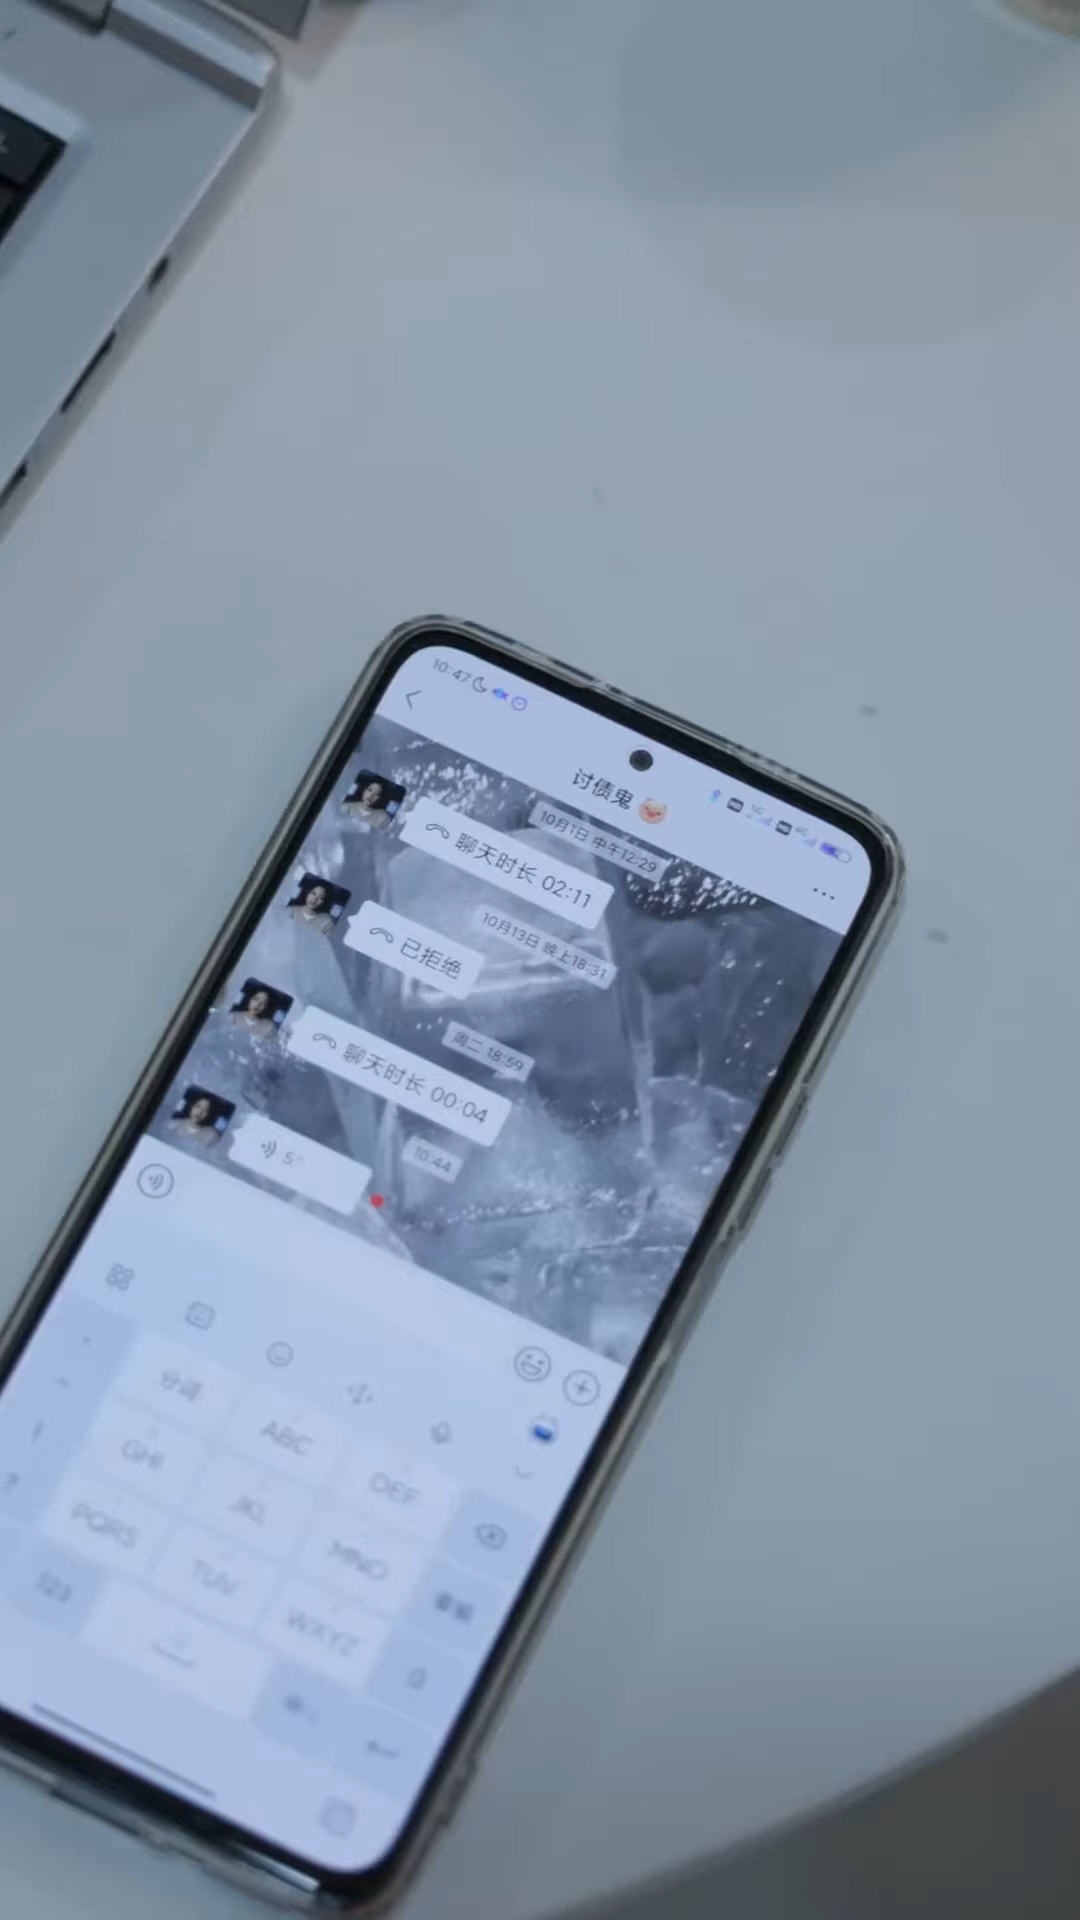 10:47
讨债鬼
10月1日 中午12:29
聊天时长 02:11
10月13日 晚上18:31
已拒绝
周二 18:59
聊天时长 00:04
10:44
5"
分词
ABC
DEF
GHI
JKL
MNO
PQRS
TUV
WXYZ
123